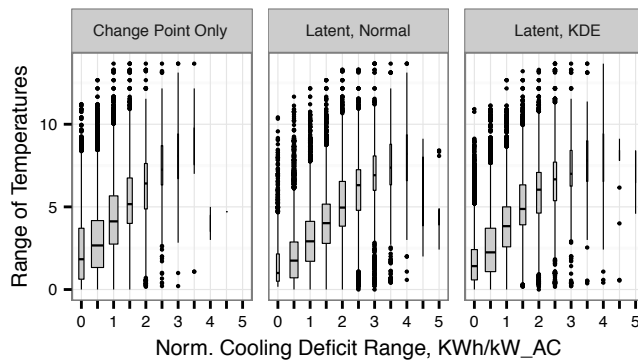 Change Point Only
Latent, Normal
Latent, KDE
Range of Temperatures
10
5
0
0 1 2 3 4 5
0 1 2 3 4 5
0 1 2 3 4 5
Norm. Cooling Deficit Range, KWh/kW_AC